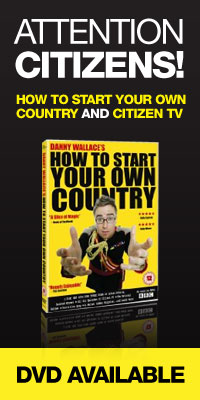 ATTENTION
CITIZENS!
HOW TO START YOUR OWN
COUNTRY AND CITIZEN TV
DANNY WALLACE'S
HOW TO START
YOUR OWN
COUNTRY
12
BBC
DVD AVAILABLE